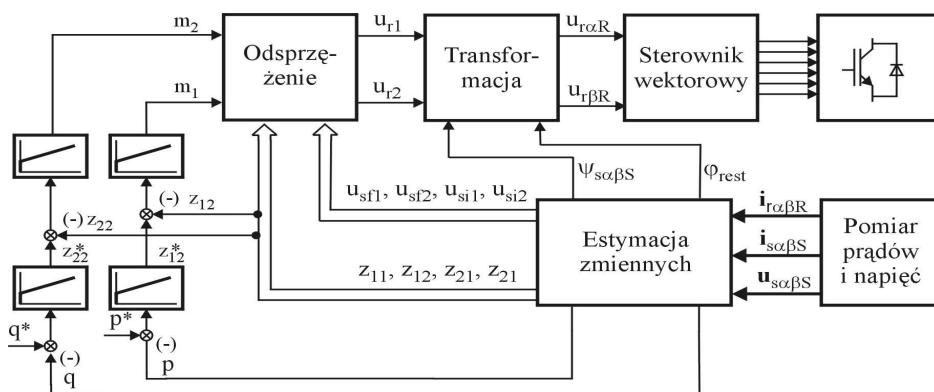 m2
m1
Odsprzę-
żenie
ur1
ur2
Transfor-
macja
urαR
urβR
Sterownik
wektorowy
ψsαβS
φrest
usf1, usf2, usi1, usi2
(-) z22
(-) z12
z*22
z*12
z11, z12, z21, z21
Estymacja
zmiennych
irαβR
isαβS
usαβS
Pomiar
prądów
i napięć
q*
p*
(-)
(-)
q
p